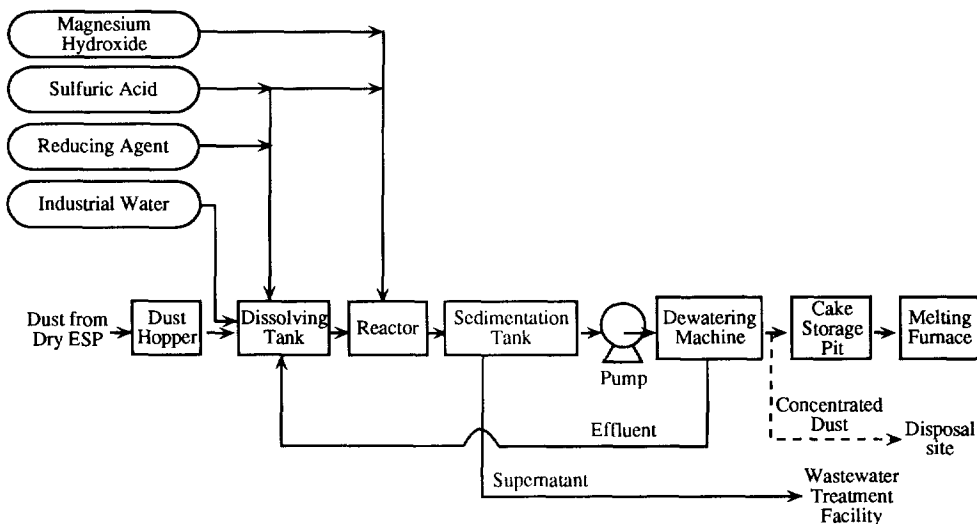 Magnesium
Hydroxide
Sulfuric Acid
Reducing Agent
Industrial Water
Dust from
Dry ESP
Dust
Hopper
Dissolving
Tank
Reactor
Sedimentation
Tank
Pump
Dewatering
Machine
Cake
Storage
Pit
Melting
Furnace
Concentrated
Dust
Disposal
site
Effluent
Supernatant
Wastewater
Treatment
Facility